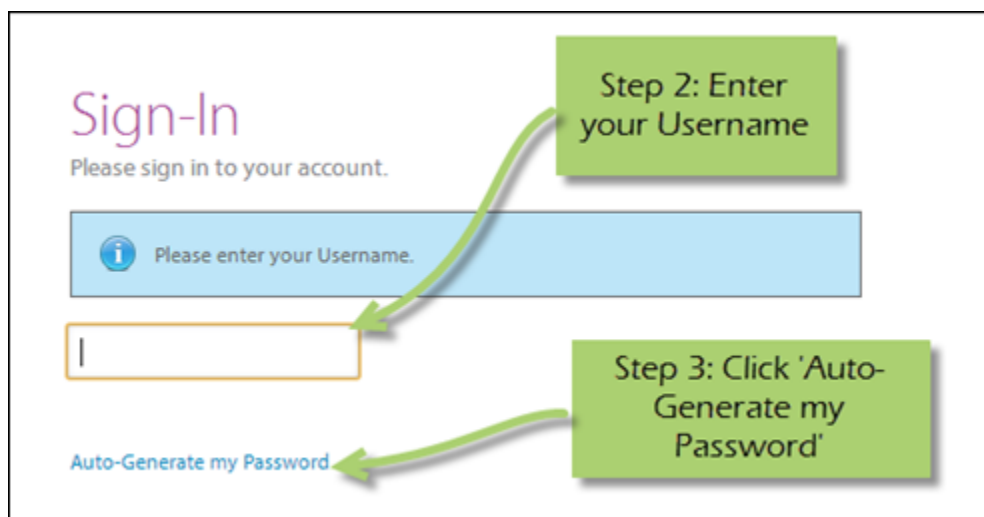 Sign-In
Please sign in to your account.
Step 2: Enter
your Username
Please enter your Username.
Step 3: Click 'Auto-
Generate my
Password'
Auto-Generate my Password